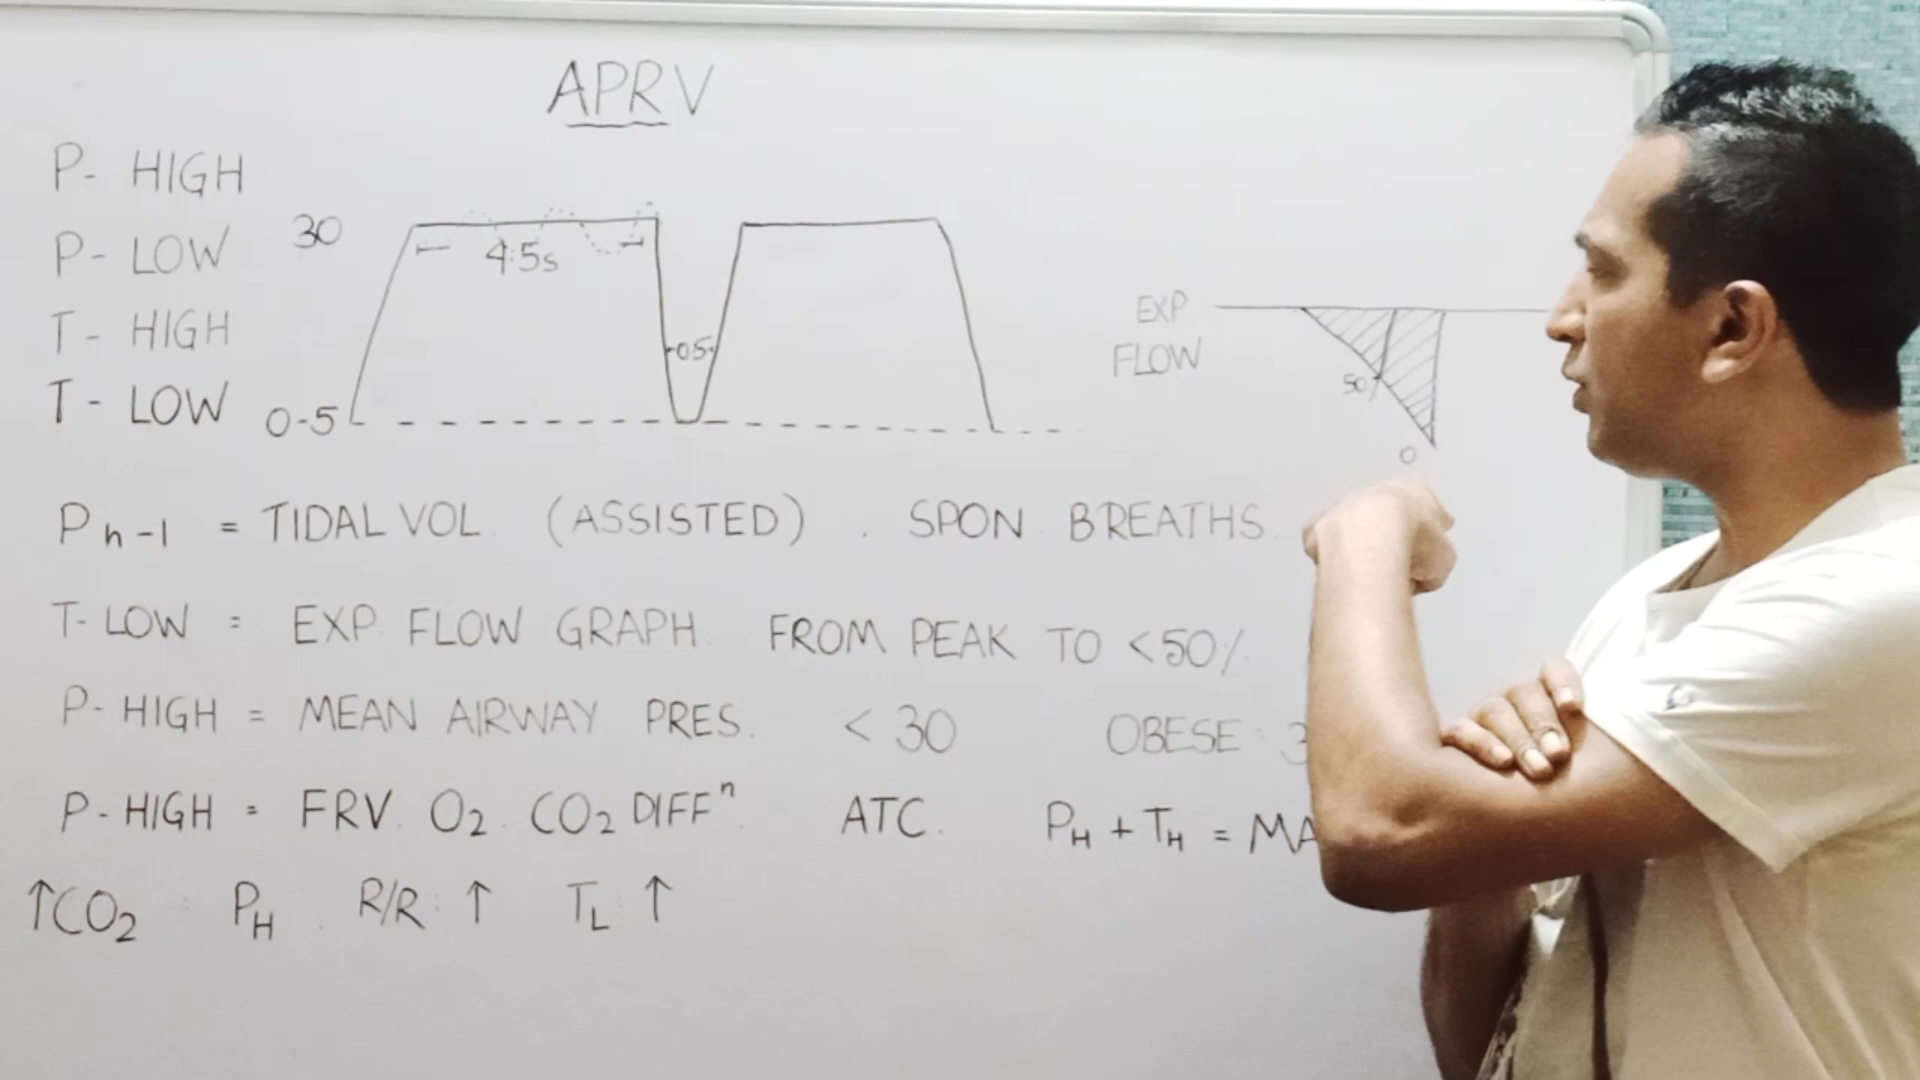 APRV
P- HIGH
P- LOW
T- HIGH
T- LOW
30
4.5s
0.5
0-5
EXP
FLOW
50%
0
Ph-l = TIDAL VOL. (ASSISTED). SPON. BREATHS.
T-LOW = EXP. FLOW GRAPH. FROM PEAK TO <50%
P-HIGH = MEAN AIRWAY PRES. < 30 OBESE: 3
P-HIGH = FRV. O2. CO2 DIFFⁿ. ATC. PH + TH = MA
↑CO2 : PH . R/R: ↑ TL: ↑